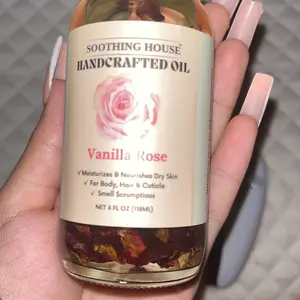 SOOTHING HOUSE
HANDCRAFTED OIL
Vanilla Rose
✓Moisturizes & Nourishes Dry Skin
✓For Body, Hair & Cuticle
✓Smell Scrumptious
NET 4 FL OZ (118ML)